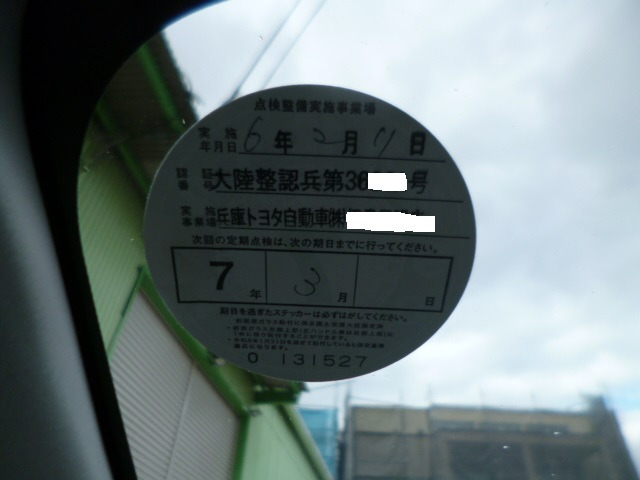 点検整備実施事業場
実施年月日 6年2月11日
認証番号 大陸整認兵第36 号
実施事業場 兵庫トヨタ自動車㈱
次回の定期点検は、次の期日までに行ってください。
7年 3月 日
期日を過ぎたステッカーは必ずはがしてください。
0 131527